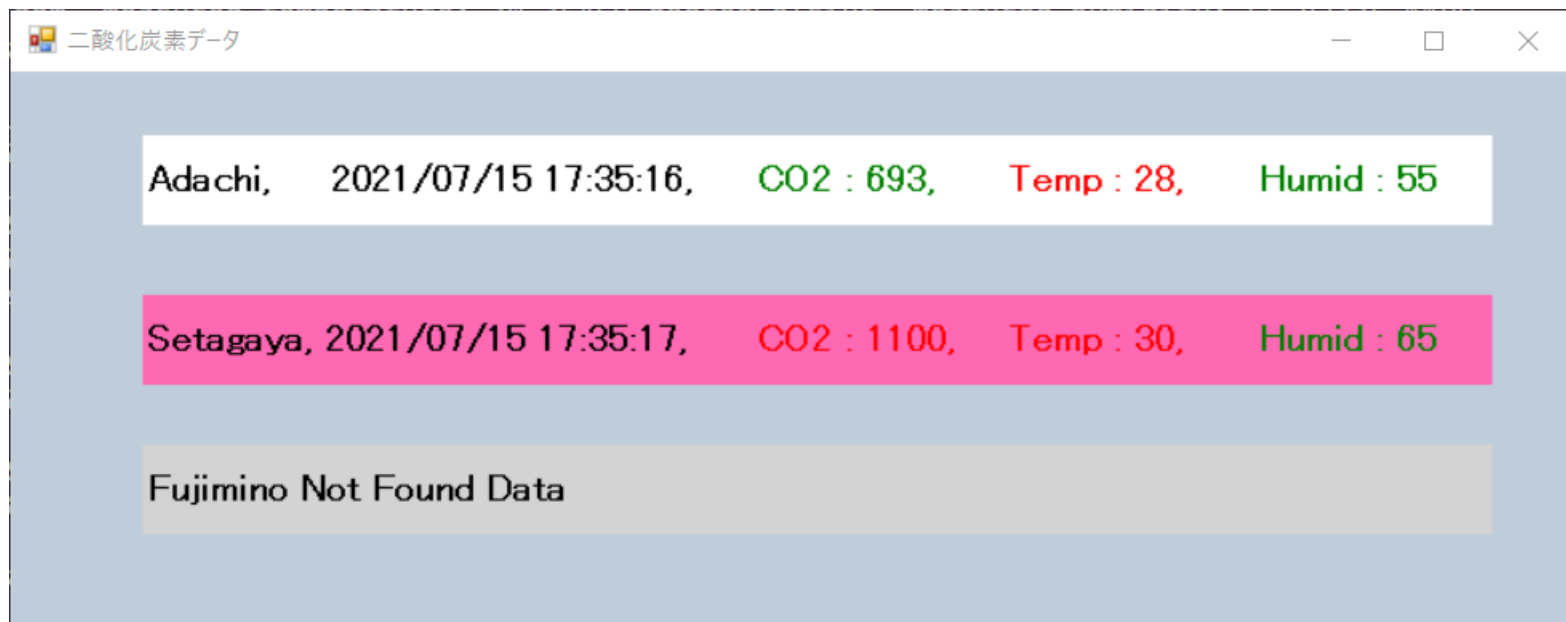 二酸化炭素データ
Adachi, 2021/07/15 17:35:16, CO2 : 693, Temp : 28, Humid : 55
Setagaya, 2021/07/15 17:35:17, CO2 : 1100, Temp : 30, Humid : 65
Fujimino Not Found Data